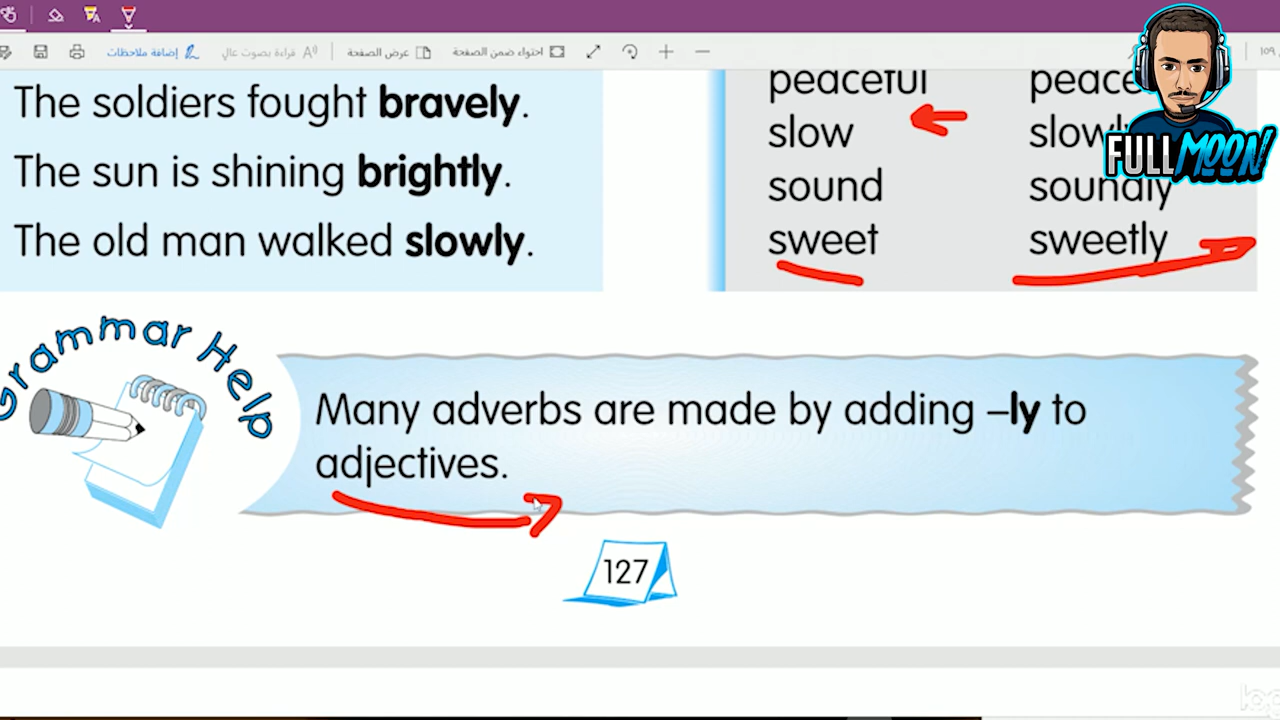 إضافة ملاحظات
قراءة بصوت عالٍ
عرض الصفحة
احتواء ضمن الصفحة
The soldiers fought bravely.
The sun is shining brightly.
The old man walked slowly.
peaceful
slow slowly
sound soundly
sweet sweetly
FULLMOON
Grammar Help
Many adverbs are made by adding –ly to
adjectives.
127